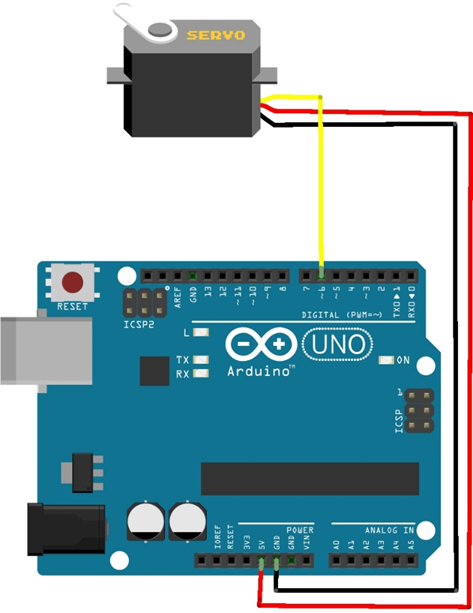 SERVO
RESET
ICSP2
AREF
GND
13
12
~11
~10
~9
8
7
~6
~5
4
~3
2
TX0▶1
RX0◀0
DIGITAL (PWM=~)
L
TX
RX
UNO
Arduino™
ON
1
ICSP
IOREF
RESET
3V3
5V
GND
GND
VIN
POWER
ANALOG IN
A0
A1
A2
A3
A4
A5